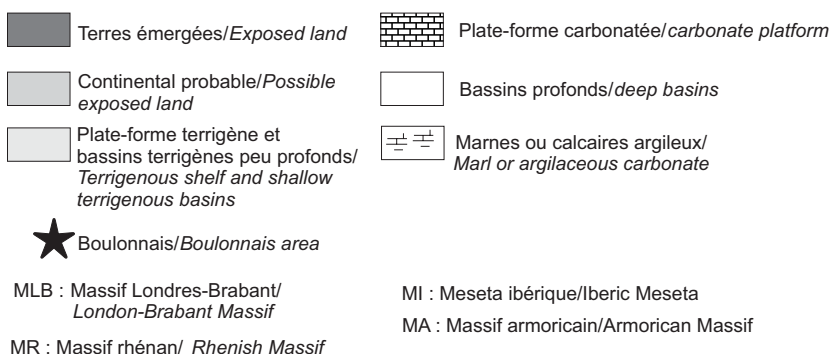 Terres émergées/Exposed land
Continental probable/Possible
exposed land
Plate-forme terrigène et
bassins terrigènes peu profonds/
Terrigenous shelf and shallow
terrigenous basins
Boulonnais/Boulonnais area
MLB : Massif Londres-Brabant/
London-Brabant Massif
MR : Massif rhénan/ Rhenish Massif
Plate-forme carbonatée/carbonate platform
Bassins profonds/deep basins
Marnes ou calcaires argileux/
Marl or argilaceous carbonate
MI : Meseta ibérique/Iberic Meseta
MA : Massif armoricain/Armorican Massif